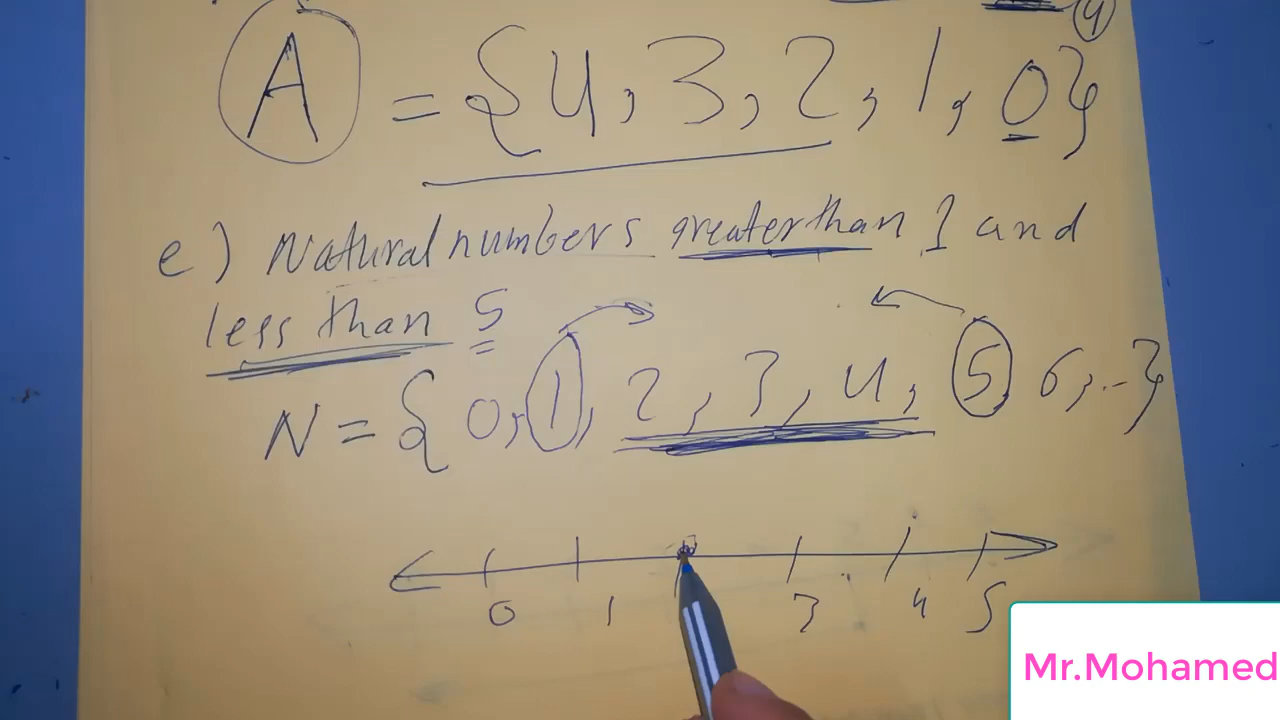 4
A = {4, 3, 2, 1, 0}
e) Natural numbers greater than 1 and
less than 5
N = {0, 1, 2, 3, 4, 5 6, ..}
0 1 3 4 5
Mr.Mohamed